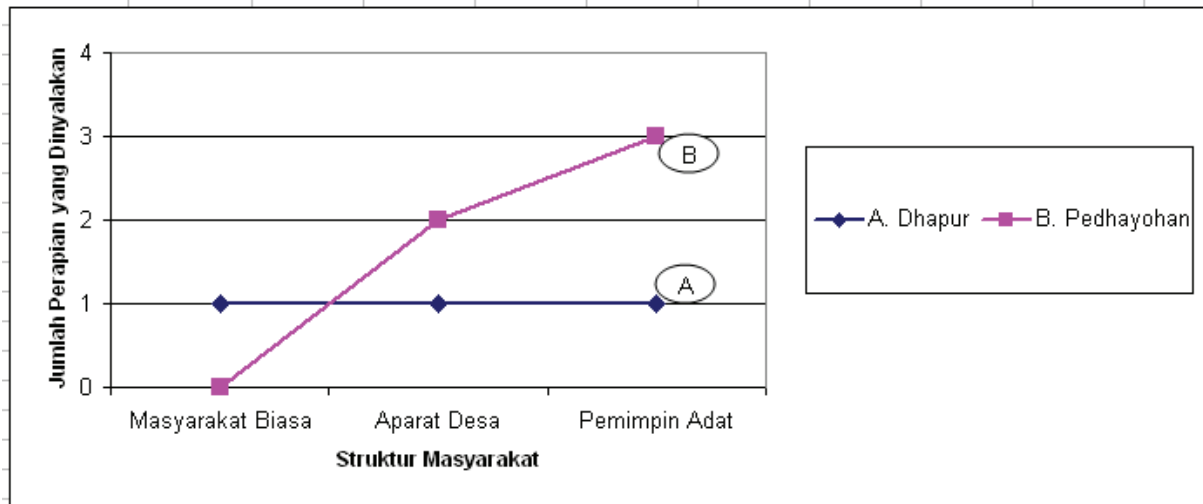 Jumlah Perapian yang Dinyalakan
4
3
2
1
0
B
A
Masyarakat Biasa
Aparat Desa
Pemimpin Adat
Struktur Masyarakat
A. Dhapur
B. Pedhayohan